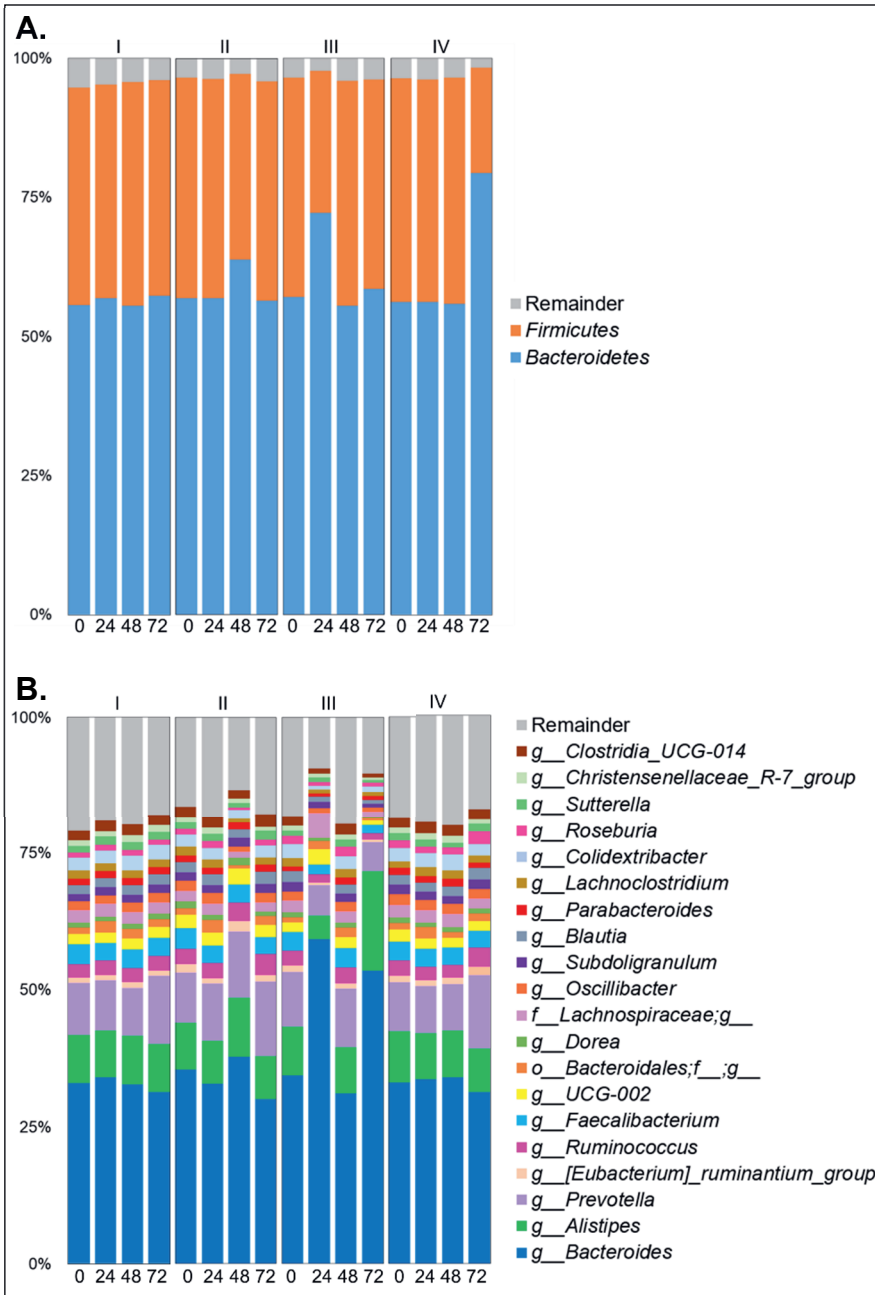 A.
I II III IV
100%
75%
50%
25%
0%
0 24 48 72 0 24 48 72 0 24 48 72 0 24 48 72
Remainder
Firmicutes
Bacteroidetes
B.
I II III IV
100%
75%
50%
25%
0%
0 24 48 72 0 24 48 72 0 24 48 72 0 24 48 72
Remainder
g__Clostridia_UCG-014
g__Christensenellaceae_R-7_group
g__Sutterella
g__Roseburia
g__Colidextribacter
g__Lachnoclostridium
g__Parabacteroides
g__Blautia
g__Subdoligranulum
g__Oscillibacter
f__Lachnospiraceae;g__
g__Dorea
o__Bacteroidales;f__;g__
g__UCG-002
g__Faecalibacterium
g__Ruminococcus
g__[Eubacterium]_ruminantium_group
g__Prevotella
g__Alistipes
g__Bacteroides